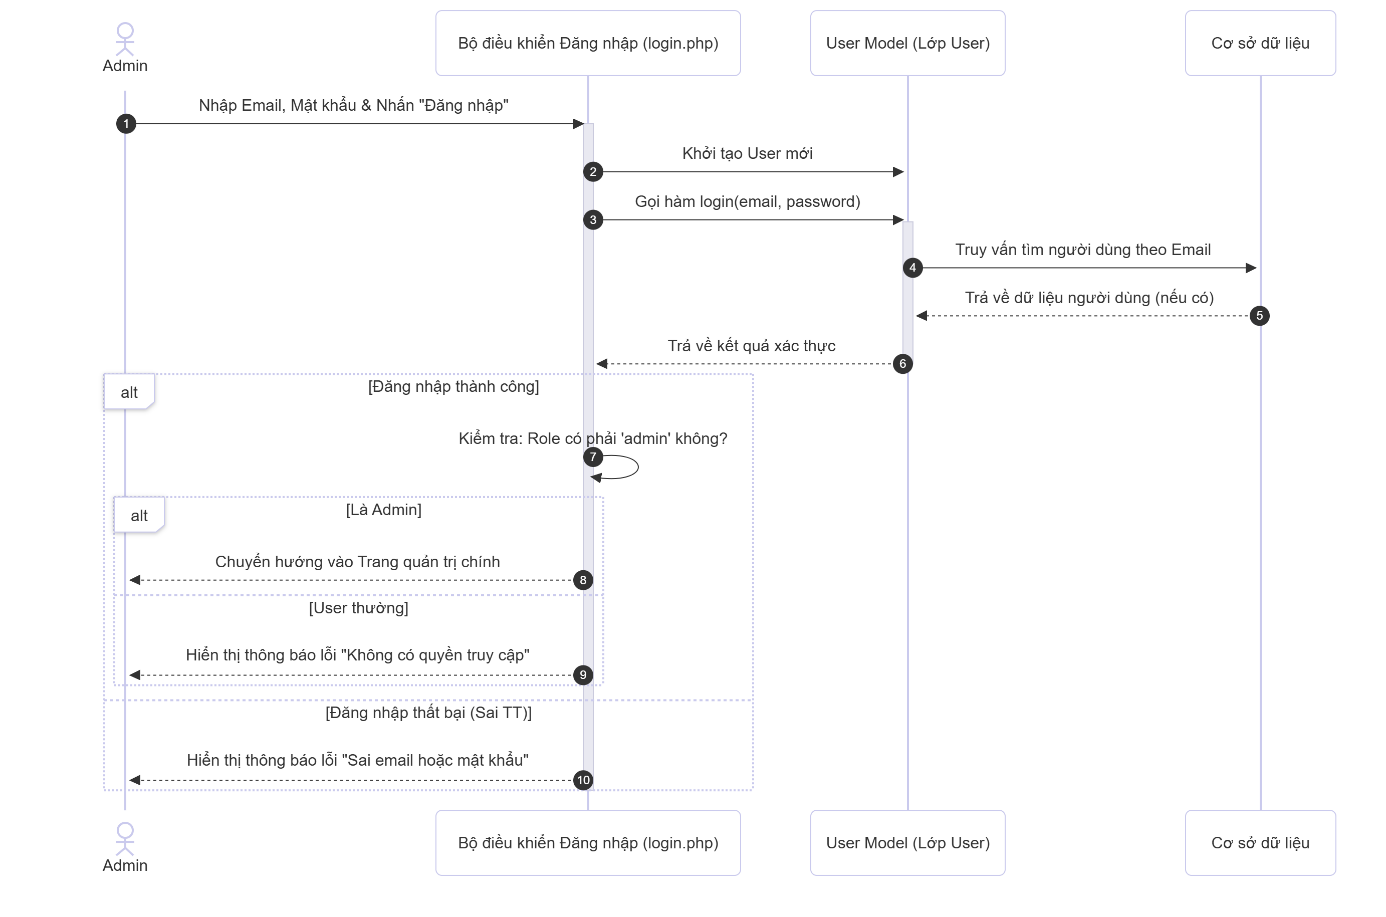 Admin
Bộ điều khiển Đăng nhập (login.php)
User Model (Lớp User)
Cơ sở dữ liệu
Nhập Email, Mật khẩu & Nhấn "Đăng nhập"
1
Khởi tạo User mới
2
Gọi hàm login(email, password)
3
Truy vấn tìm người dùng theo Email
4
Trả về dữ liệu người dùng (nếu có)
5
Trả về kết quả xác thực
6
alt
[Đăng nhập thành công]
Kiểm tra: Role có phải 'admin' không?
7
alt
[Là Admin]
Chuyển hướng vào Trang quản trị chính
8
[User thường]
Hiển thị thông báo lỗi "Không có quyền truy cập"
9
[Đăng nhập thất bại (Sai TT)]
Hiển thị thông báo lỗi "Sai email hoặc mật khẩu"
10
Admin
Bộ điều khiển Đăng nhập (login.php)
User Model (Lớp User)
Cơ sở dữ liệu